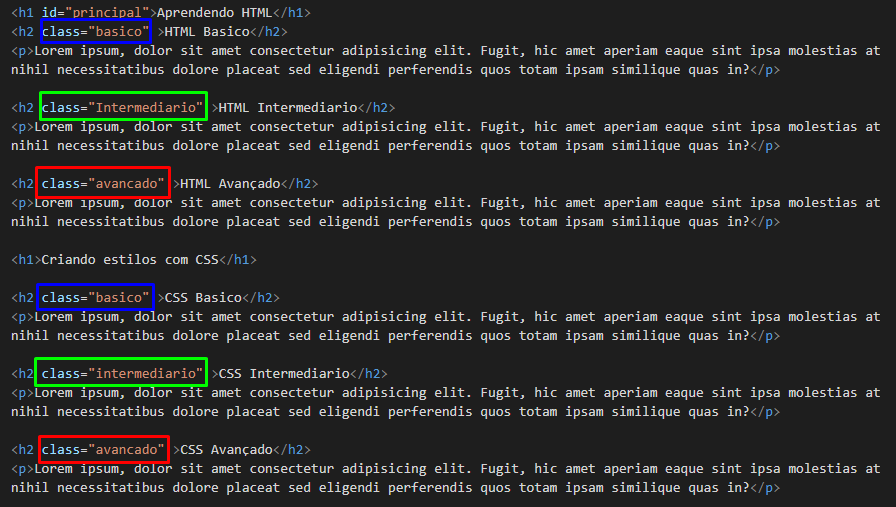 <h1 id="principal">Aprendendo HTML</h1>
<h2 class="basico" >HTML Basico</h2>
<p>Lorem ipsum, dolor sit amet consectetur adipisicing elit. Fugit, hic amet aperiam eaque sint ipsa molestias at
nihil necessitatibus dolore placeat sed eligendi perferendis quos totam ipsam similique quas in?</p>
<h2 class="Intermediario" >HTML Intermediario</h2>
<p>Lorem ipsum, dolor sit amet consectetur adipisicing elit. Fugit, hic amet aperiam eaque sint ipsa molestias at
nihil necessitatibus dolore placeat sed eligendi perferendis quos totam ipsam similique quas in?</p>
<h2 class="avancado" >HTML Avançado</h2>
<p>Lorem ipsum, dolor sit amet consectetur adipisicing elit. Fugit, hic amet aperiam eaque sint ipsa molestias at
nihil necessitatibus dolore placeat sed eligendi perferendis quos totam ipsam similique quas in?</p>
<h1>Criando estilos com CSS</h1>
<h2 class="basico" >CSS Basico</h2>
<p>Lorem ipsum, dolor sit amet consectetur adipisicing elit. Fugit, hic amet aperiam eaque sint ipsa molestias at
nihil necessitatibus dolore placeat sed eligendi perferendis quos totam ipsam similique quas in?</p>
<h2 class="intermediario" >CSS Intermediario</h2>
<p>Lorem ipsum, dolor sit amet consectetur adipisicing elit. Fugit, hic amet aperiam eaque sint ipsa molestias at
nihil necessitatibus dolore placeat sed eligendi perferendis quos totam ipsam similique quas in?</p>
<h2 class="avancado" >CSS Avançado</h2>
<p>Lorem ipsum, dolor sit amet consectetur adipisicing elit. Fugit, hic amet aperiam eaque sint ipsa molestias at
nihil necessitatibus dolore placeat sed eligendi perferendis quos totam ipsam similique quas in?</p>